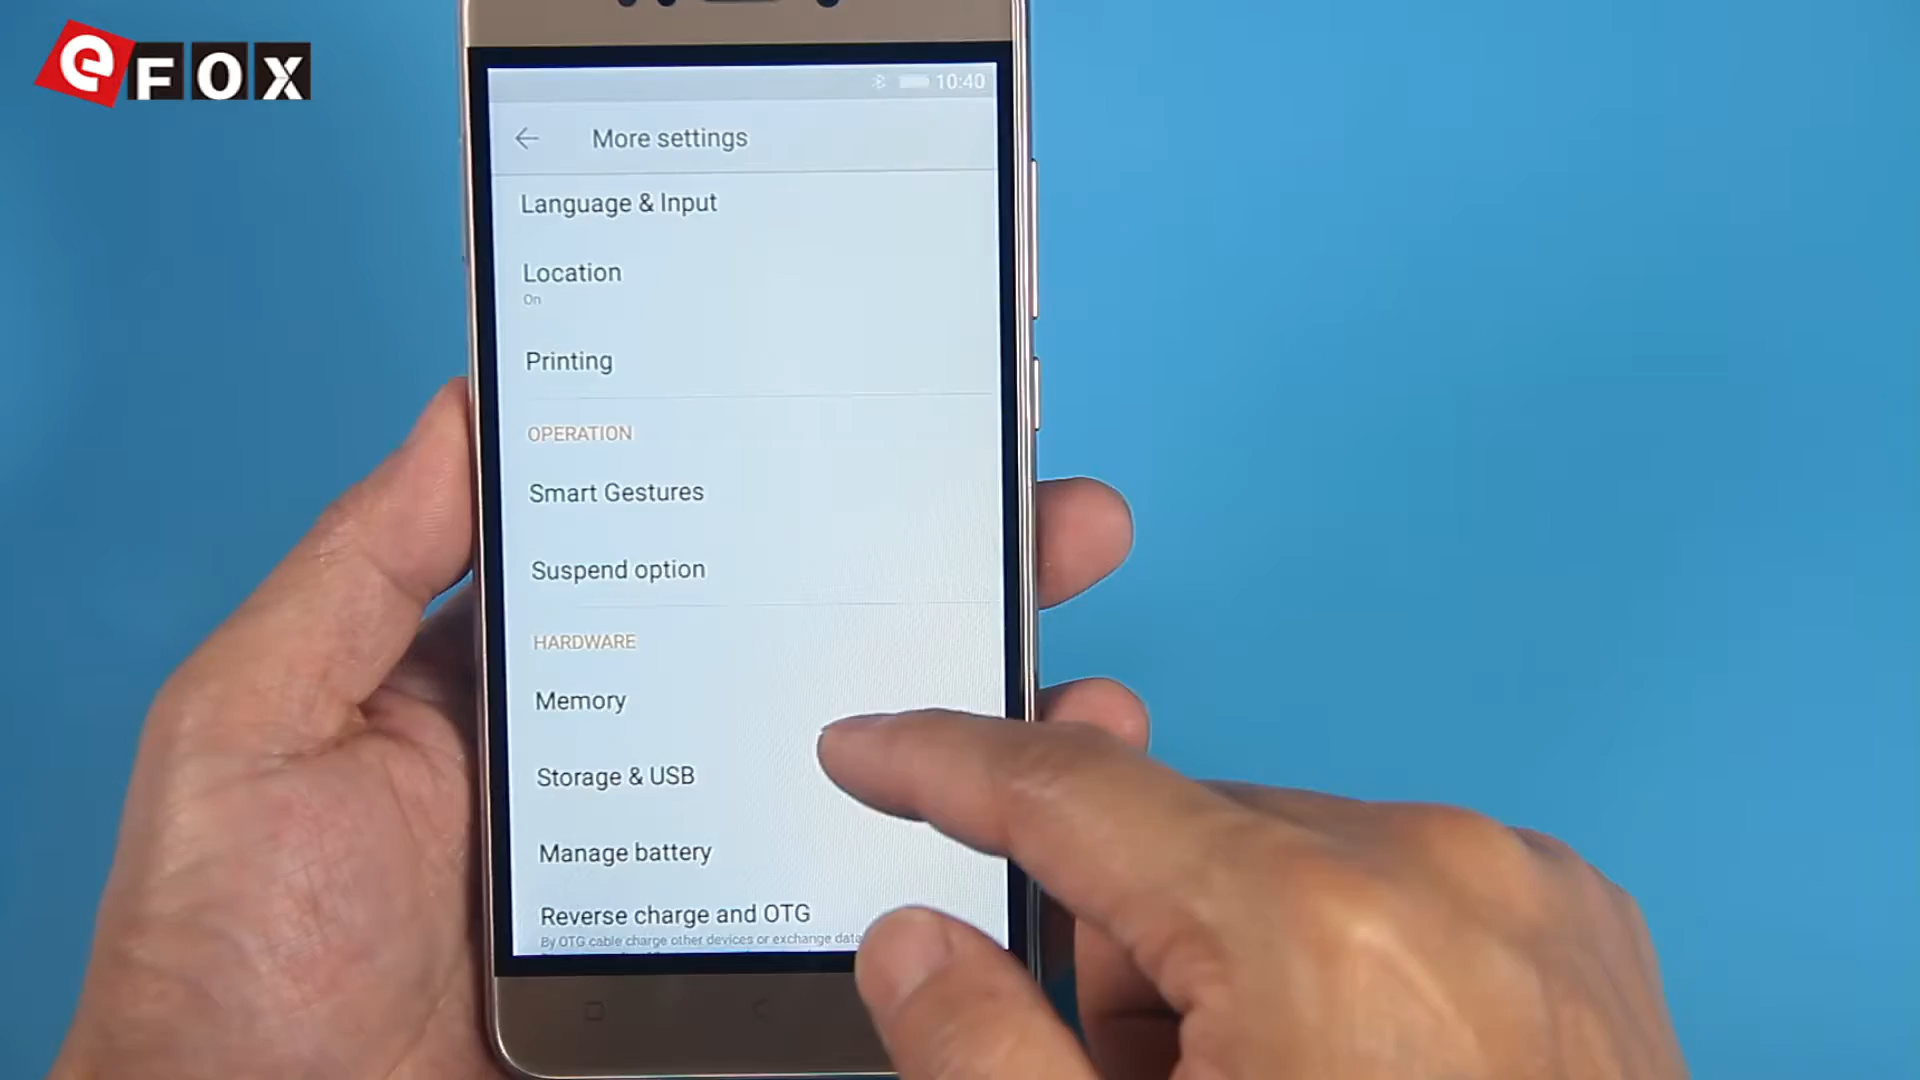 eFOX
10:40
More settings
Language & Input
Location
On
Printing
OPERATION
Smart Gestures
Suspend option
HARDWARE
Memory
Storage & USB
Manage battery
Reverse charge and OTG
By OTG cable charge other devices or exchange data